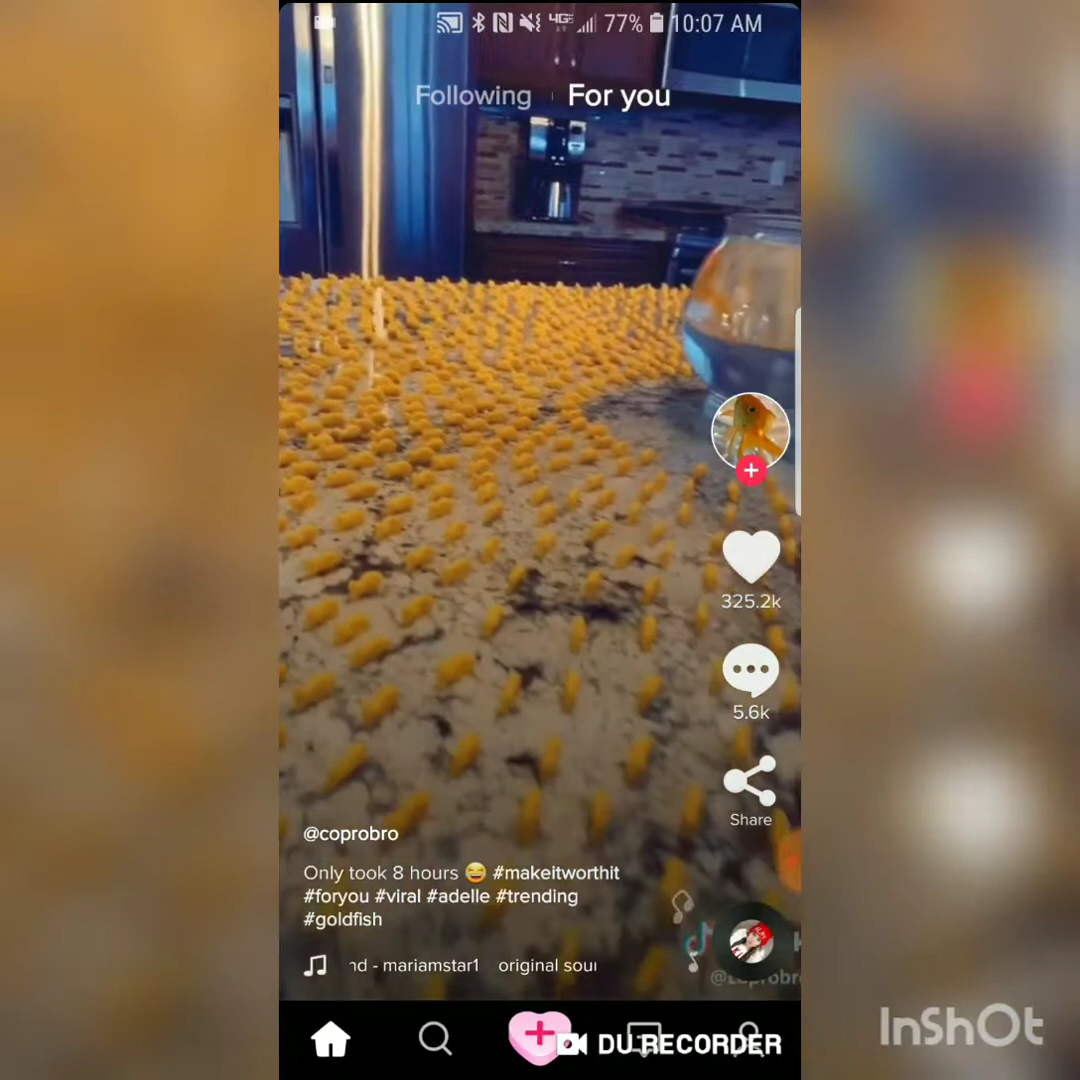 77% 10:07 AM
Following For you
325.2k
5.6k
Share
@coprobro
Only took 8 hours 😂 #makeitworthit
#foryou #viral #adelle #trending
#goldfish
nd - mariamstar1 original sou
DU RECORDER
InShOt